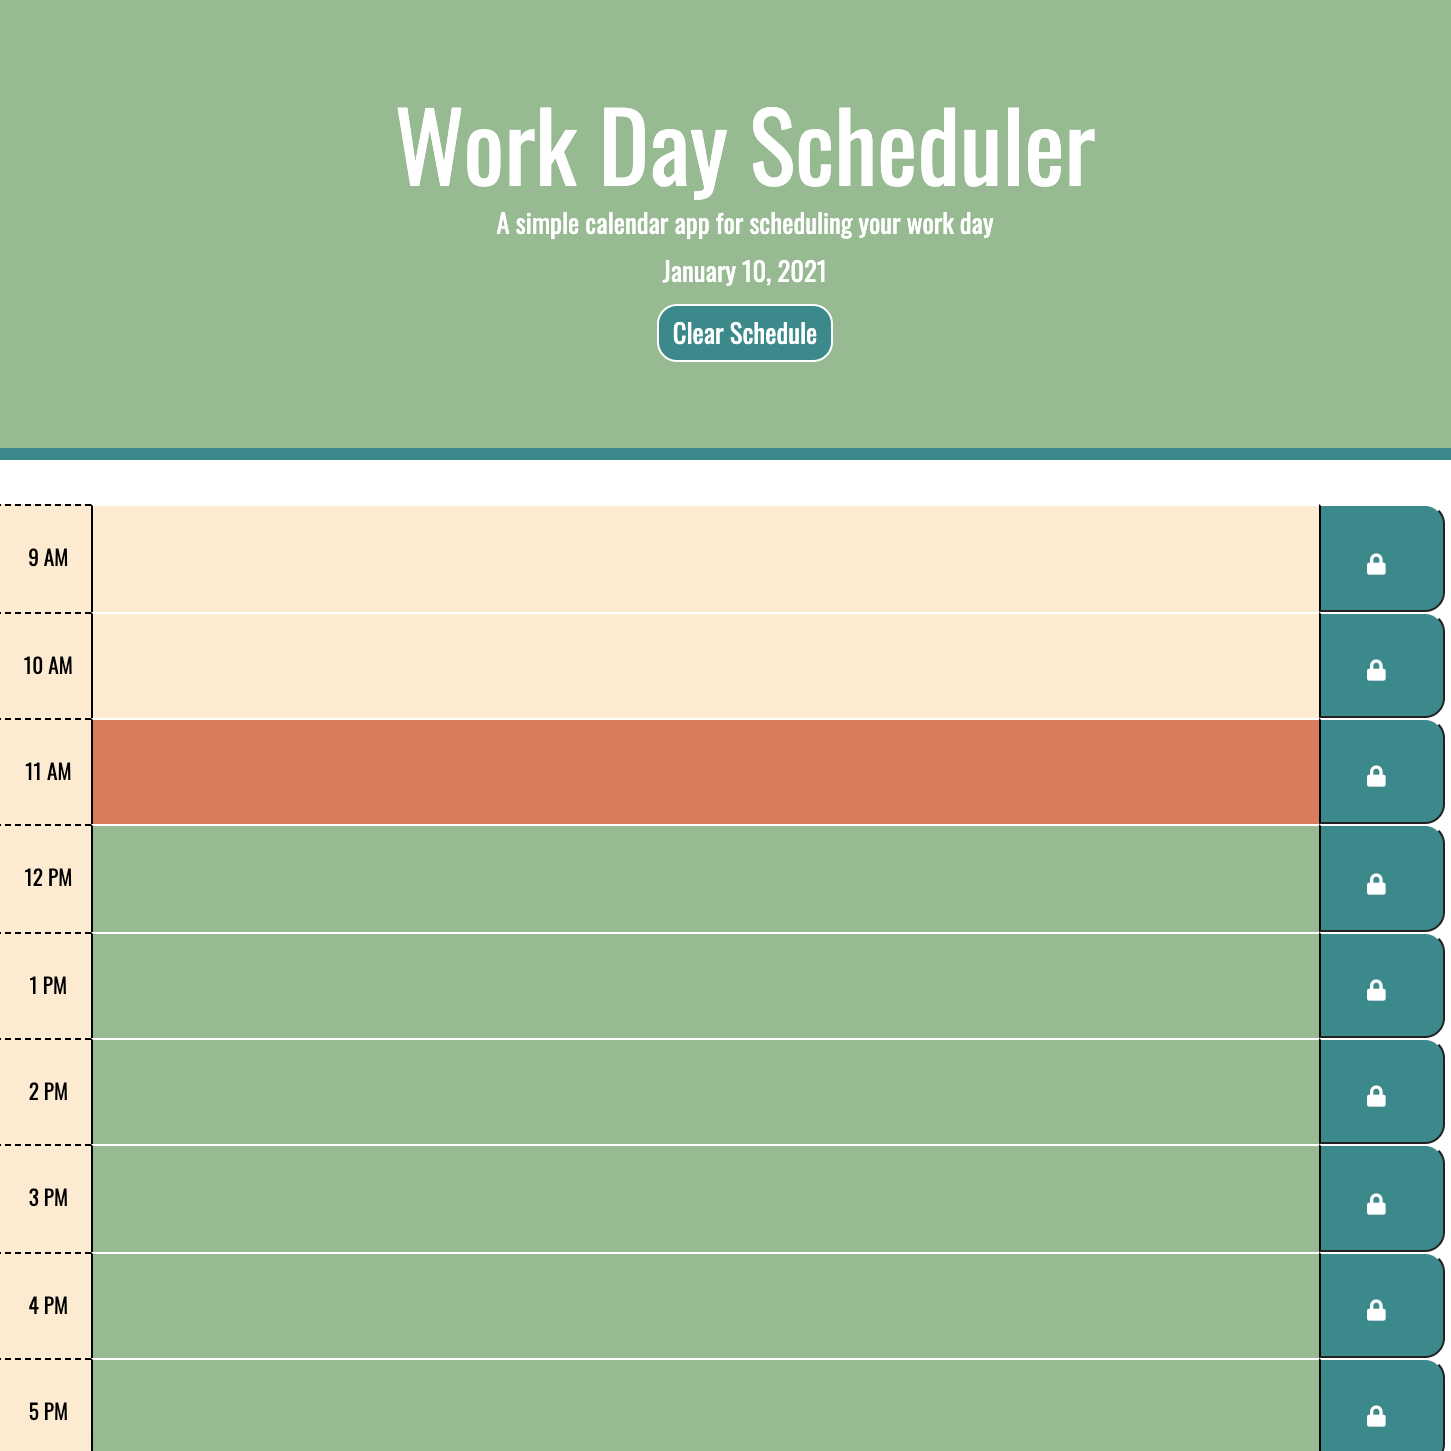 Work Day Scheduler
A simple calendar app for scheduling your work day
January 10, 2021
Clear Schedule
9 AM
10 AM
11 AM
12 PM
1 PM
2 PM
3 PM
4 PM
5 PM